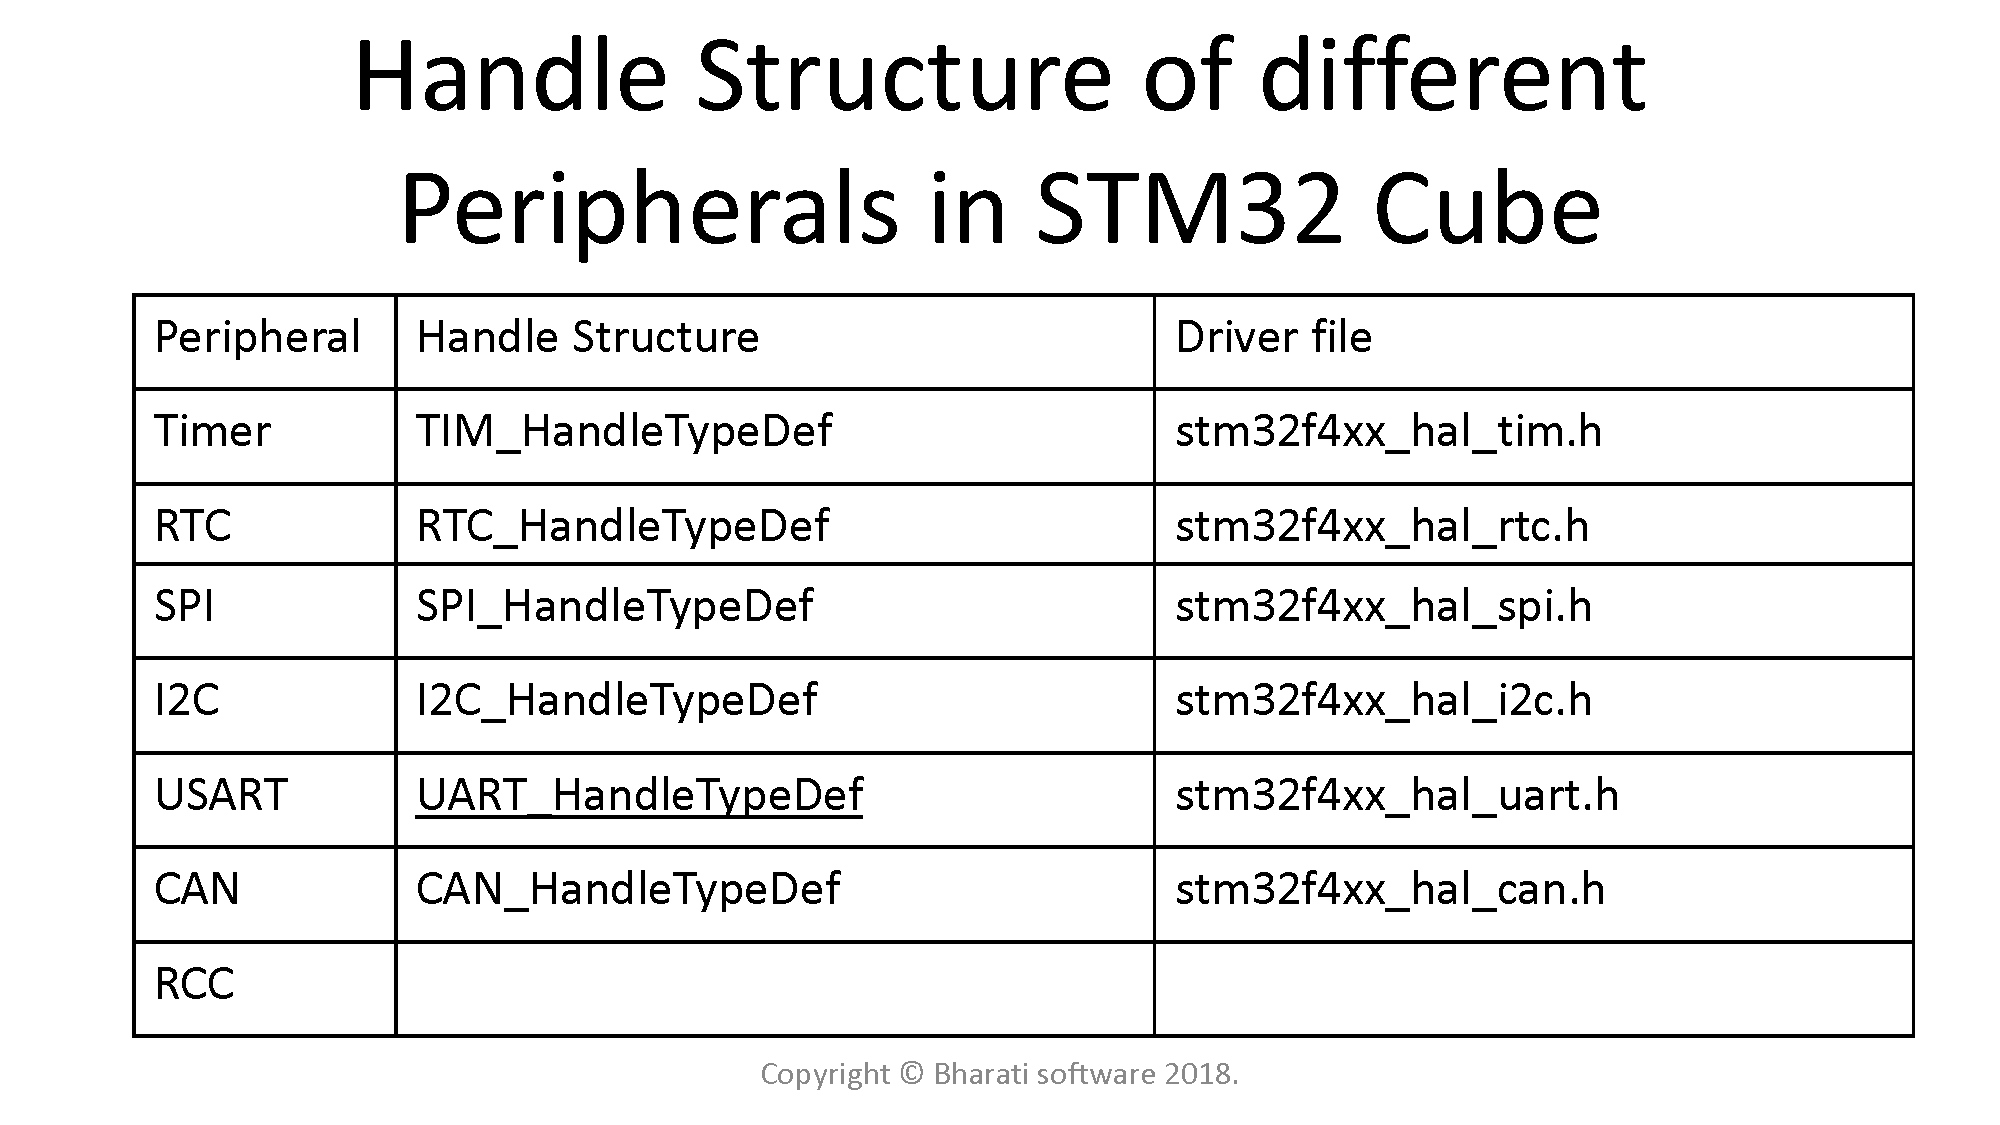 Handle Structure of different
Peripherals in STM32 Cube
Peripheral Handle Structure Driver file
Timer TIM_HandleTypeDef stm32f4xx_hal_tim.h
RTC RTC_HandleTypeDef stm32f4xx_hal_rtc.h
SPI SPI_HandleTypeDef stm32f4xx_hal_spi.h
I2C I2C_HandleTypeDef stm32f4xx_hal_i2c.h
USART UART_HandleTypeDef stm32f4xx_hal_uart.h
CAN CAN_HandleTypeDef stm32f4xx_hal_can.h
RCC
Copyright © Bharati software 2018.